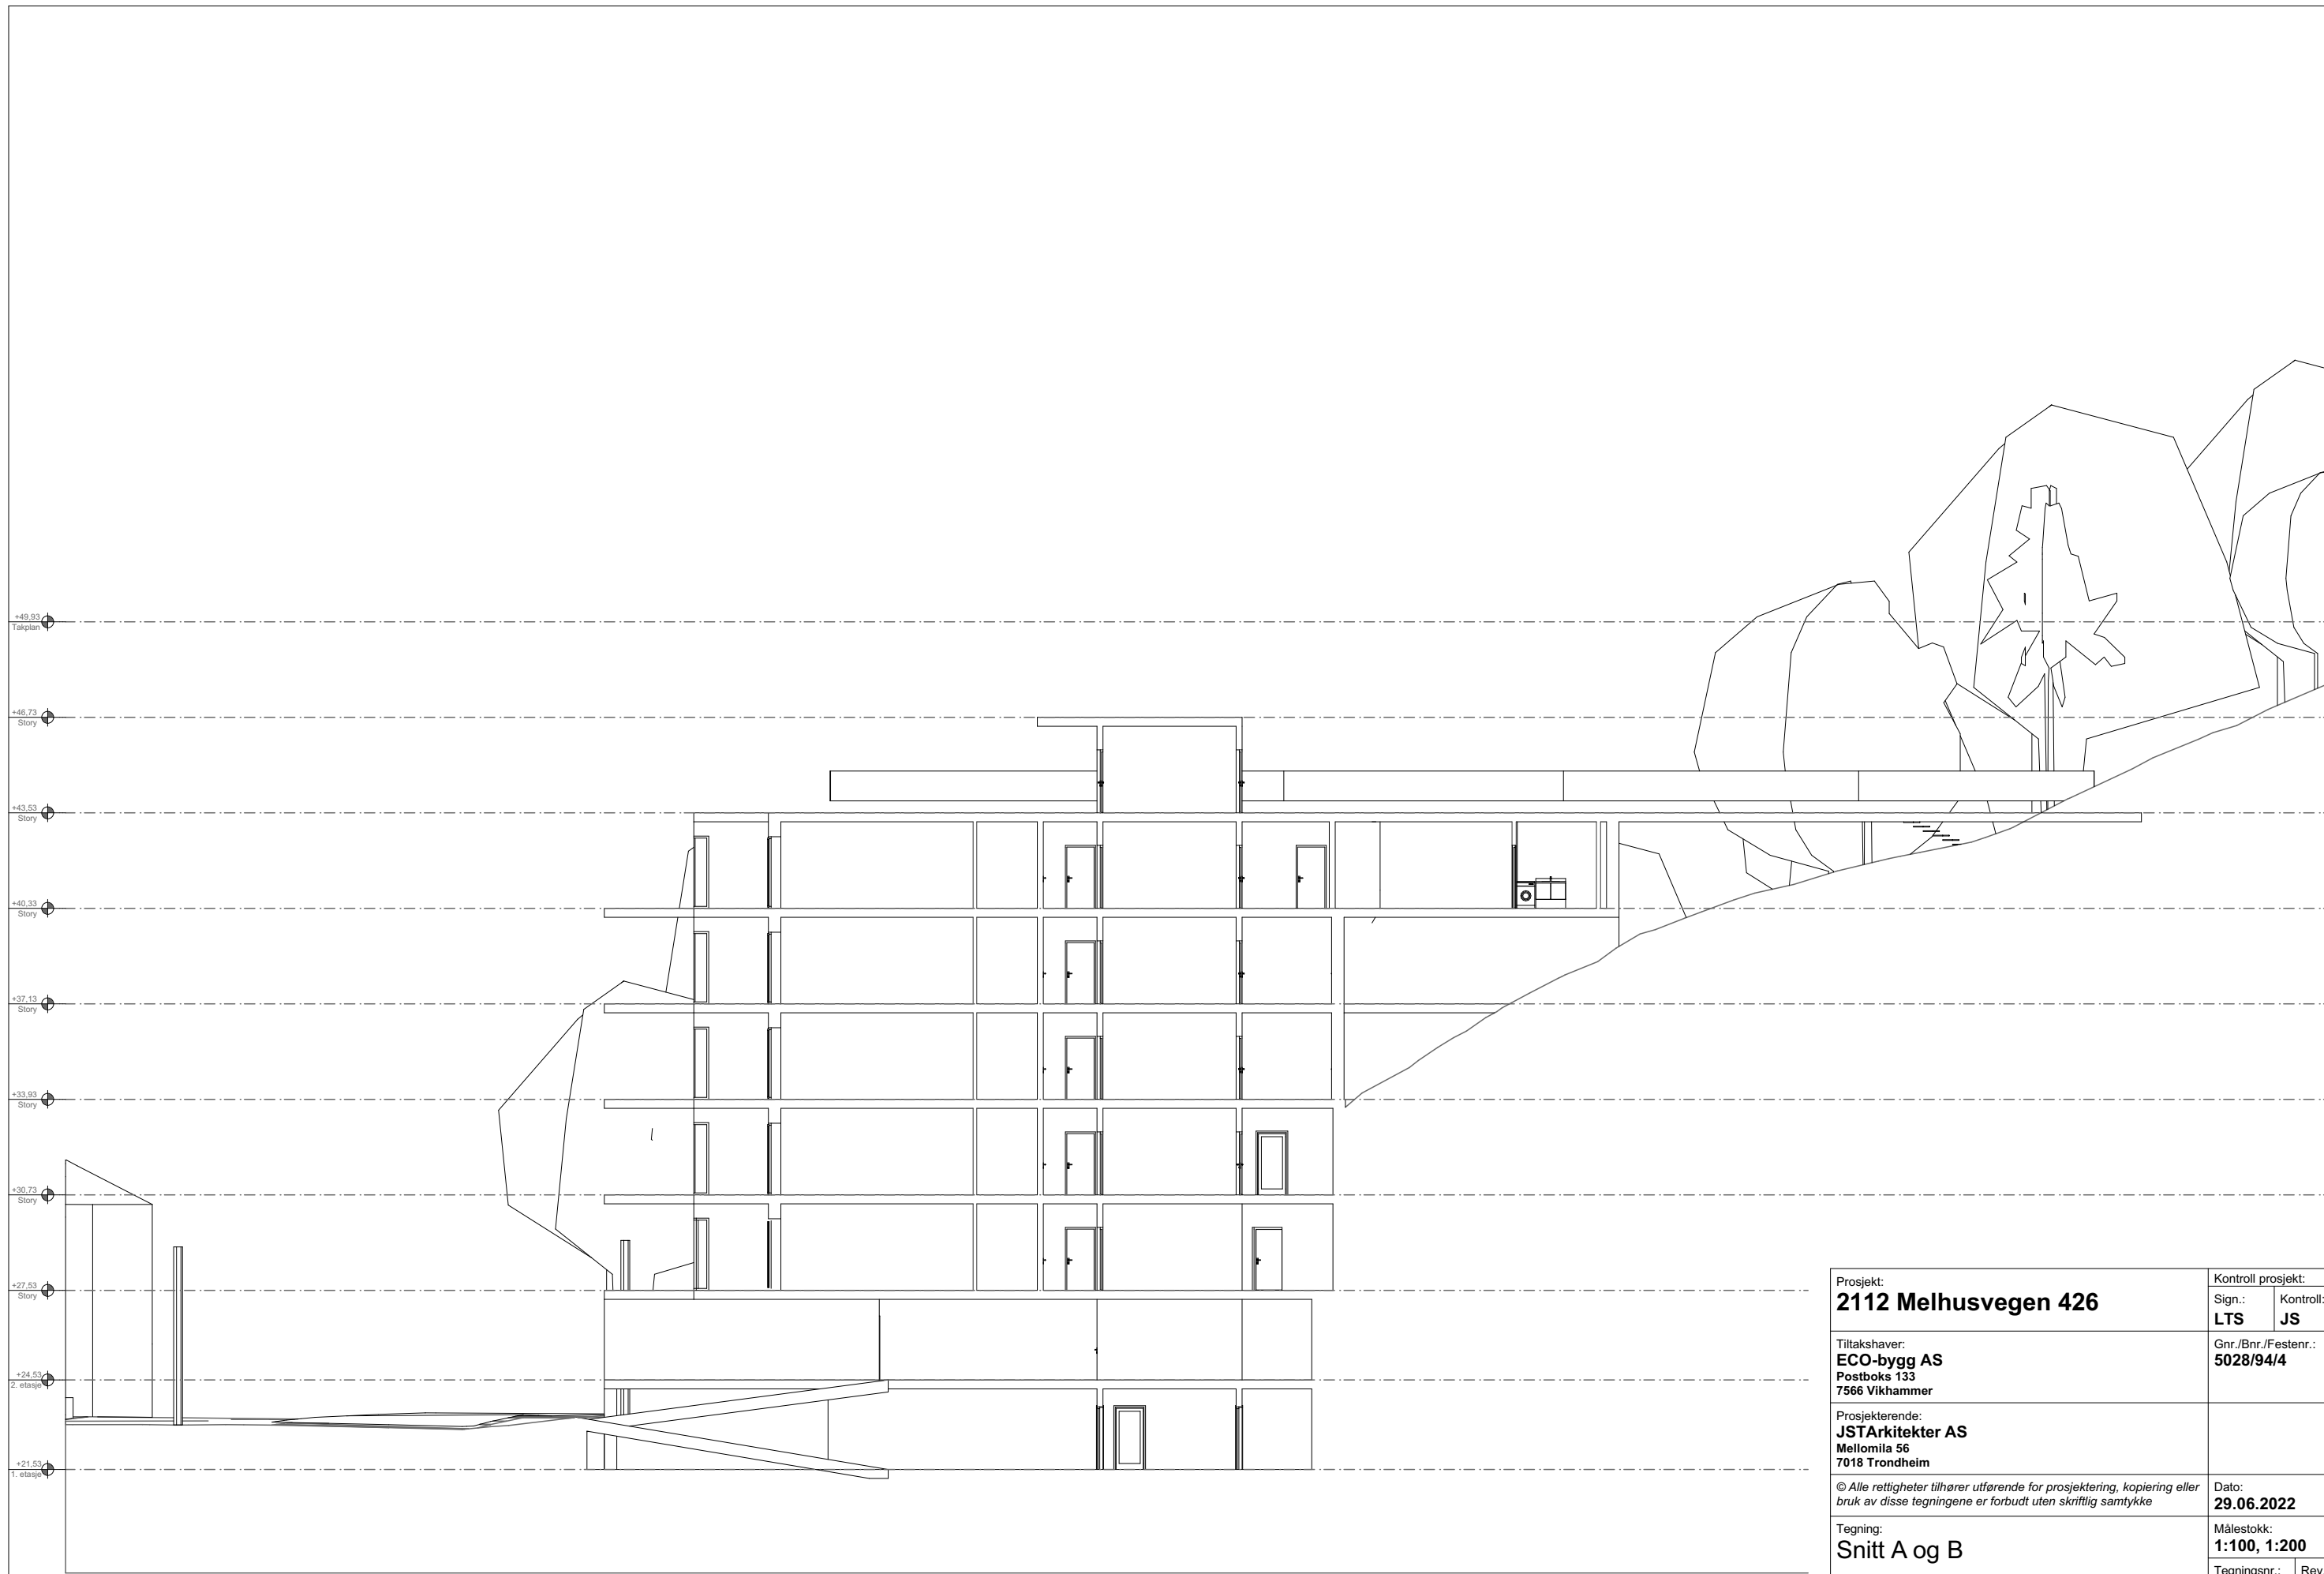 +49,93
Takplan
+46,73
Story
+43,53
Story
+40,33
Story
+37,13
Story
+33,93
Story
+30,73
Story
+27,53
Story
+24,53
2. etasje
+21,53
1. etasje
Prosjekt:
2112 Melhusvegen 426
Kontroll prosjekt:
Sign.:
LTS
Kontroll:
JS
Tiltakshaver:
ECO-bygg AS
Postboks 133
7566 Vikhammer
Gnr./Bnr./Festenr.:
5028/94/4
Prosjekterende:
JSTArkitekter AS
Mellomila 56
7018 Trondheim
© Alle rettigheter tilhører utførende for prosjektering, kopiering eller
bruk av disse tegningene er forbudt uten skriftlig samtykke
Dato:
29.06.2022
Tegning:
Snitt A og B
Målestokk:
1:100, 1:200
Tegningsnr.:
Rev